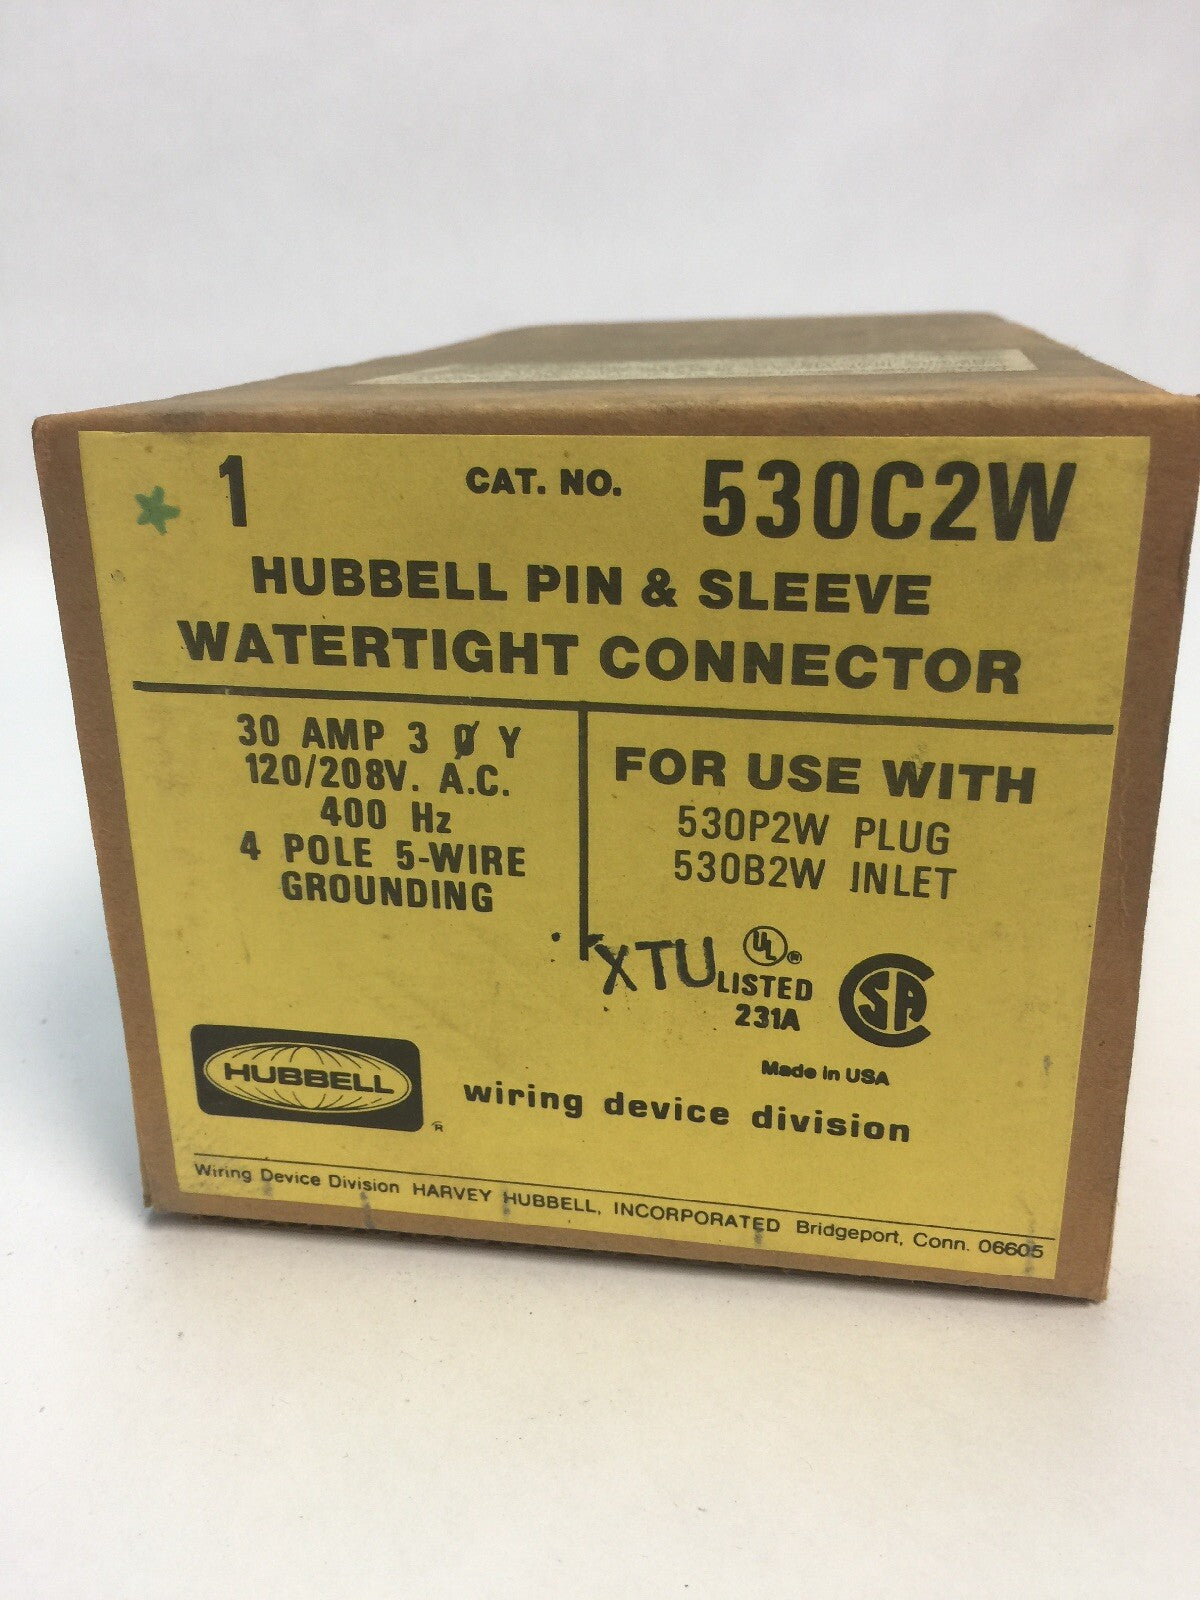 1 CAT. NO. 530C2W
HUBBELL PIN & SLEEVE
WATERTIGHT CONNECTOR
30 AMP 3 Ø Y
120/208V. A.C.
400 Hz
4 POLE 5-WIRE
GROUNDING
FOR USE WITH
530P2W PLUG
530B2W INLET
XTU
UL®
LISTED
231A
CSA
Made in USA
HUBBELL®
wiring device division
Wiring Device Division HARVEY HUBBELL, INCORPORATED Bridgeport, Conn. 06605